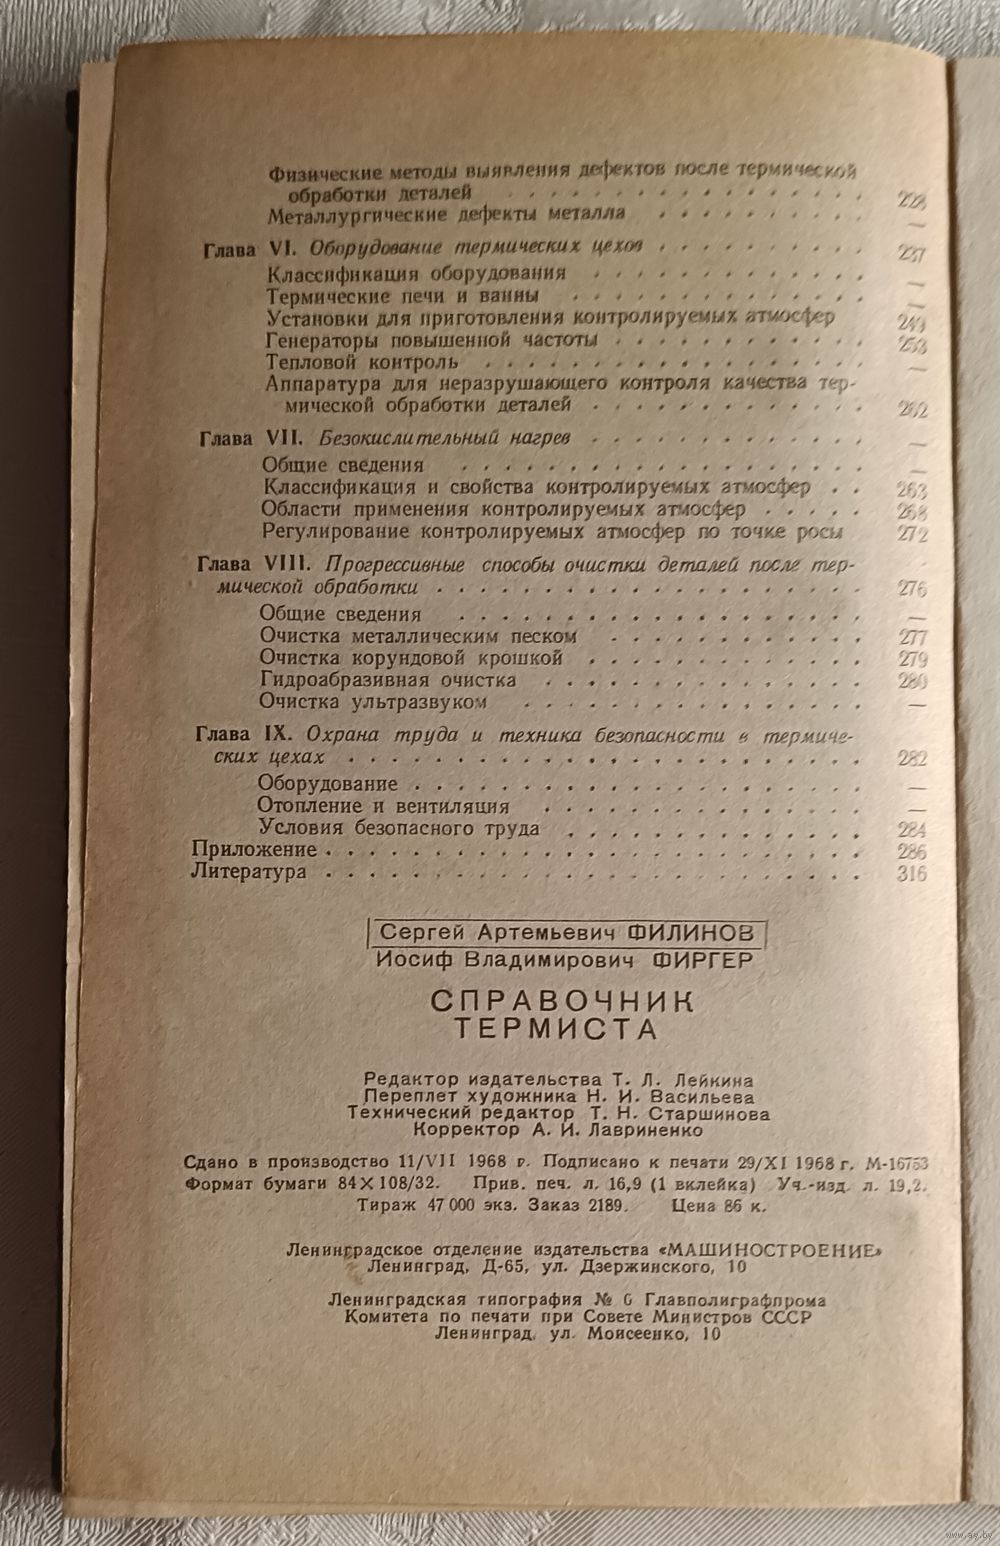 Физические методы выявления дефектов после термической
обработки деталей . . . . . . . . . . . . . . . . 228
Металлургические дефекты металла . . . . . . . . . . —
Глава VI. Оборудование термических цехов . . . . . . . . . . 237
Классификация оборудования . . . . . . . . . . . . . —
Термические печи и ванны . . . . . . . . . . . . . . —
Установки для приготовления контролируемых атмосфер 249
Генераторы повышенной частоты . . . . . . . . . . . . 253
Тепловой контроль . . . . . . . . . . . . . . . . . —
Аппаратура для неразрушающего контроля качества тер-
мической обработки деталей . . . . . . . . . . . . . 262
Глава VII. Безокислительный нагрев . . . . . . . . . . . . . —
Общие сведения . . . . . . . . . . . . . . . . . . —
Классификация и свойства контролируемых атмосфер . . 263
Области применения контролируемых атмосфер . . . . . 268
Регулирование контролируемых атмосфер по точке росы 272
Глава VIII. Прогрессивные способы очистки деталей после тер-
мической обработки . . . . . . . . . . . . . . . . . . . 276
Общие сведения . . . . . . . . . . . . . . . . . . —
Очистка металлическим песком . . . . . . . . . . . . 277
Очистка корундовой крошкой . . . . . . . . . . . . . 279
Гидроабразивная очистка . . . . . . . . . . . . . . . 280
Очистка ультразвуком . . . . . . . . . . . . . . . . —
Глава IX. Охрана труда и техника безопасности в термиче-
ских цехах . . . . . . . . . . . . . . . . . . . . . . . 282
Оборудование . . . . . . . . . . . . . . . . . . . . —
Отопление и вентиляция . . . . . . . . . . . . . . . —
Условия безопасного труда . . . . . . . . . . . . . . 284
Приложение . . . . . . . . . . . . . . . . . . . . . . . 286
Литература . . . . . . . . . . . . . . . . . . . . . . . 316
Сергей Артемьевич ФИЛИНОВ
Иосиф Владимирович ФИРГЕР
СПРАВОЧНИК
ТЕРМИСТА
Редактор издательства Т. Л. Лейкина
Переплет художника Н. И. Васильева
Технический редактор Т. Н. Старшинова
Корректор А. И. Лавриненко
Сдано в производство 11/VII 1968 г. Подписано к печати 29/XI 1968 г. М-16753
Формат бумаги 84×108/32. Прив. печ. л. 16,9 (1 вклейка) Уч.-изд. л. 19,2.
Тираж 47 000 экз. Заказ 2189. Цена 86 к.
Ленинградское отделение издательства «МАШИНОСТРОЕНИЕ»
Ленинград, Д-65, ул. Дзержинского, 10
Ленинградская типография № 6 Главполиграфпрома
Комитета по печати при Совете Министров СССР
Ленинград, ул. Моисеенко, 10
www.ay.by